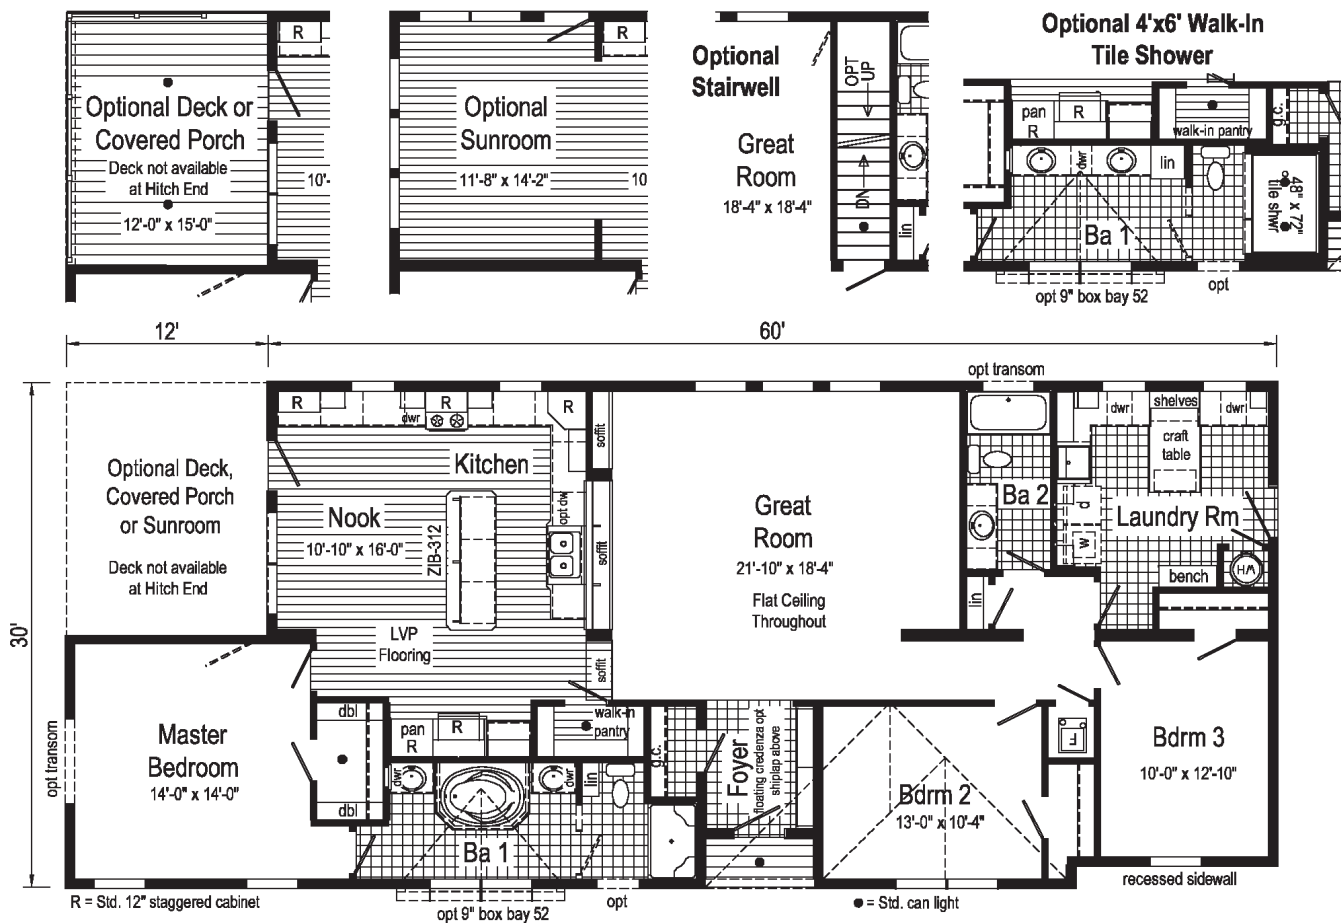 R
Optional Deck or
Covered Porch
Deck not available
at Hitch End
12'-0" x 15'-0"
10'-
R
Optional
Sunroom
11'-8" x 14'-2"
10
Optional
Stairwell
Great
Room
18'-4" x 18'-4"
OPT
UP
DN
lin
Optional 4'x6' Walk-In
Tile Shower
pan
R
R
walk-in pantry
g.c.
dwr
lin
48" x 72"
tile shwr
Ba 1
opt 9" box bay 52
opt
12'
60'
30'
opt transom
R
dwr
R
R
soffit
Kitchen
Nook
10'-10" x 16'-0"
ZIB-312
opt dw
soffit
LVP
Flooring
soffit
Optional Deck,
Covered Porch
or Sunroom
Deck not available
at Hitch End
Great
Room
21'-10" x 18'-4"
Flat Ceiling
Throughout
Ba 2
lin
dwr
shelves
dwr
craft
table
Laundry Rm
d
w
bench
HW
opt transom
Master
Bedroom
14'-0" x 14'-0"
dbl
dbl
pan
R
R
walk-in
pantry
g.c.
dwr
dwr
lin
Ba 1
Foyer
floating credenza opt
shiplap above
Bdrm 2
13'-0" x 10'-4"
F
Bdrm 3
10'-0" x 12'-10"
recessed sidewall
R = Std. 12" staggered cabinet
opt 9" box bay 52
opt
● = Std. can light